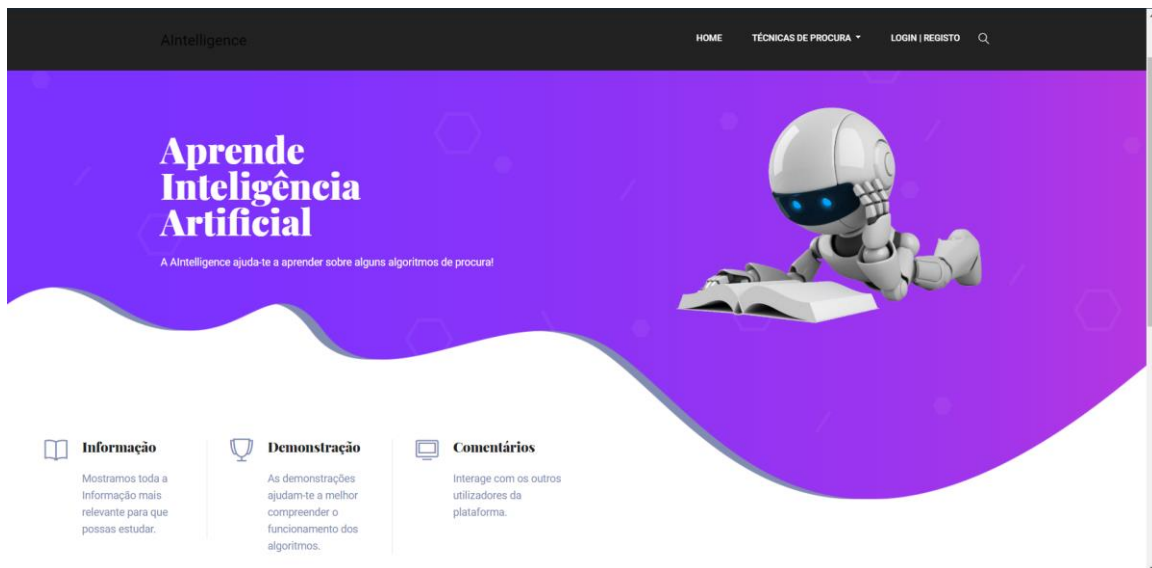 AIntelligence
HOME
TÉCNICAS DE PROCURA
LOGIN | REGISTO
Aprende
Inteligência
Artificial
A AIntelligence ajuda-te a aprender sobre alguns algoritmos de procura!
Informação
Mostramos toda a
Informação mais
relevante para que
possas estudar.
Demonstração
As demonstrações
ajudam-te a melhor
compreender o
funcionamento dos
algoritmos.
Comentários
Interage com os outros
utilizadores da
plataforma.